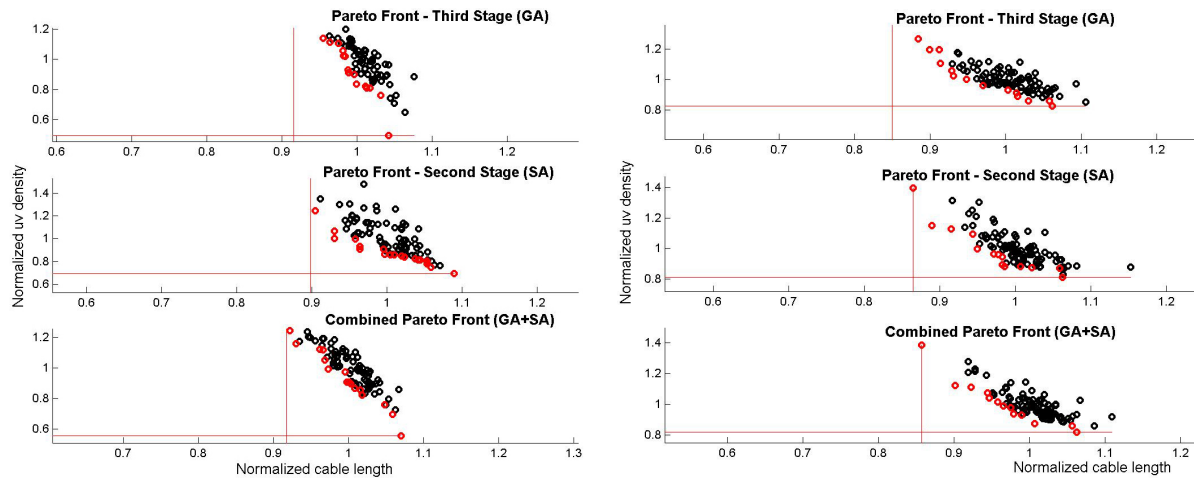 Pareto Front - Third Stage (GA)
1.2
1
0.8
0.6
0.6 0.7 0.8 0.9 1 1.1 1.2
Pareto Front - Second Stage (SA)
Normalized uv density
1.4
1.2
1
0.8
0.6
0.6 0.7 0.8 0.9 1 1.1 1.2
Combined Pareto Front (GA+SA)
1.2
1
0.8
0.6
0.7 0.8 0.9 1 1.1 1.2 1.3
Normalized cable length
Pareto Front - Third Stage (GA)
1.2
1
0.8
0.6 0.7 0.8 0.9 1 1.1 1.2
Pareto Front - Second Stage (SA)
Normalized uv density
1.4
1.2
1
0.8
0.6 0.7 0.8 0.9 1 1.1 1.2
Combined Pareto Front (GA+SA)
1.4
1.2
1
0.8
0.6 0.7 0.8 0.9 1 1.1 1.2
Normalized cable length